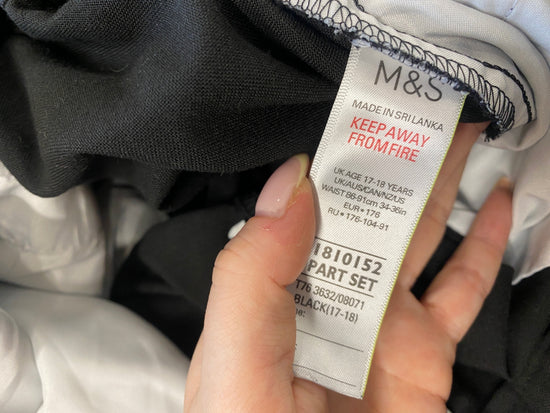 M&S
MADE IN SRI LANKA
KEEP AWAY
FROM FIRE
UK AGE 17-18 YEARS
UK/AUS/CAN/NZ/US
WAIST 86-91cm 34-36in
EUR • 176
RU • 176-104-91
1810152
PART SET
T76 3632/08071
BLACK(17-18)